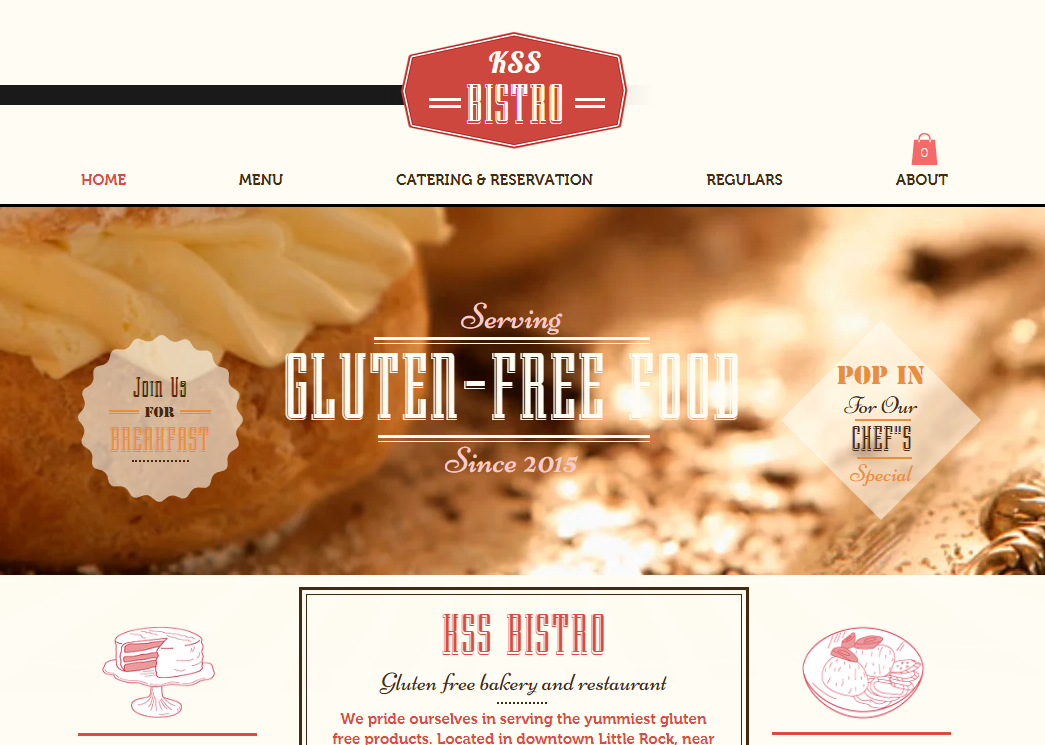 KSS
BISTRO
0
HOME
MENU
CATERING & RESERVATION
REGULARS
ABOUT
Serving
GLUTEN-FREE FOOD
Since 2015
Join Us
FOR
BREAKFAST
POP IN
For Our
CHEF"S
Special
KSS BISTRO
Gluten free bakery and restaurant
We pride ourselves in serving the yummiest gluten
free products. Located in downtown Little Rock, near